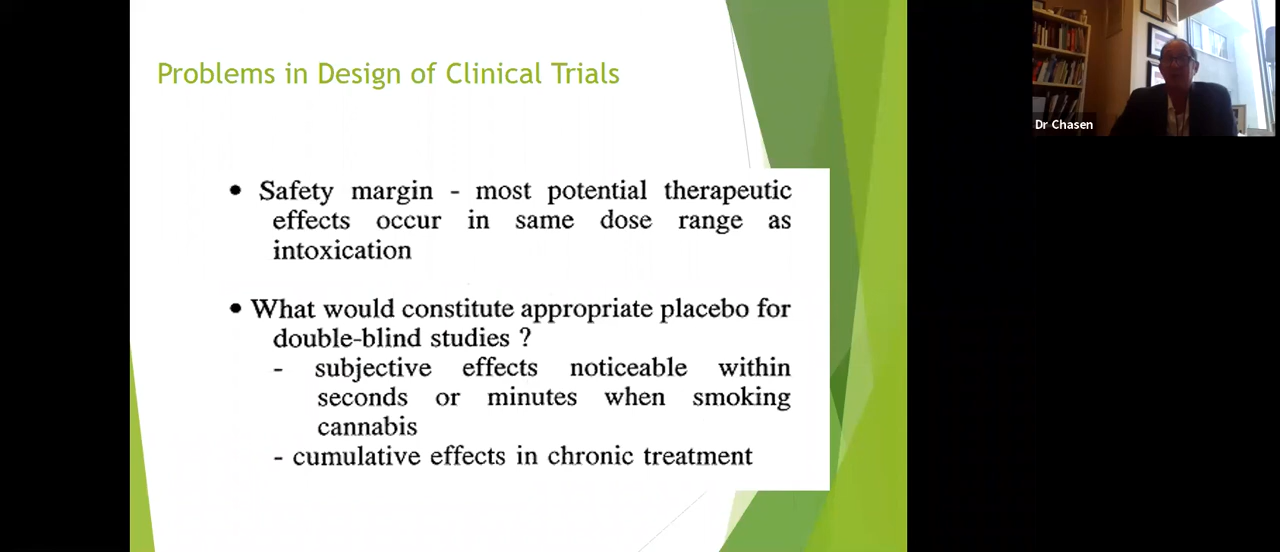 Problems in Design of Clinical Trials
Dr Chasen
• Safety margin - most potential therapeutic
effects occur in same dose range as
intoxication
• What would constitute appropriate placebo for
double-blind studies ?
- subjective effects noticeable within
seconds or minutes when smoking
cannabis
- cumulative effects in chronic treatment